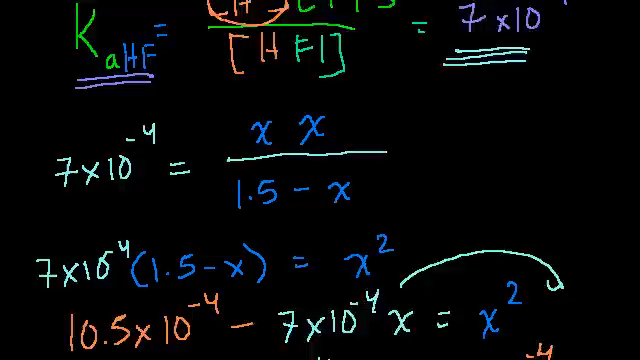 K_aHF = [H F] = 7 × 10
7 × 10^-4 = x x / 1.5 - x
7 × 10^-4 (1.5 - x) = x^2
10.5 × 10^-4 - 7 × 10^-4 x = x^2
-4